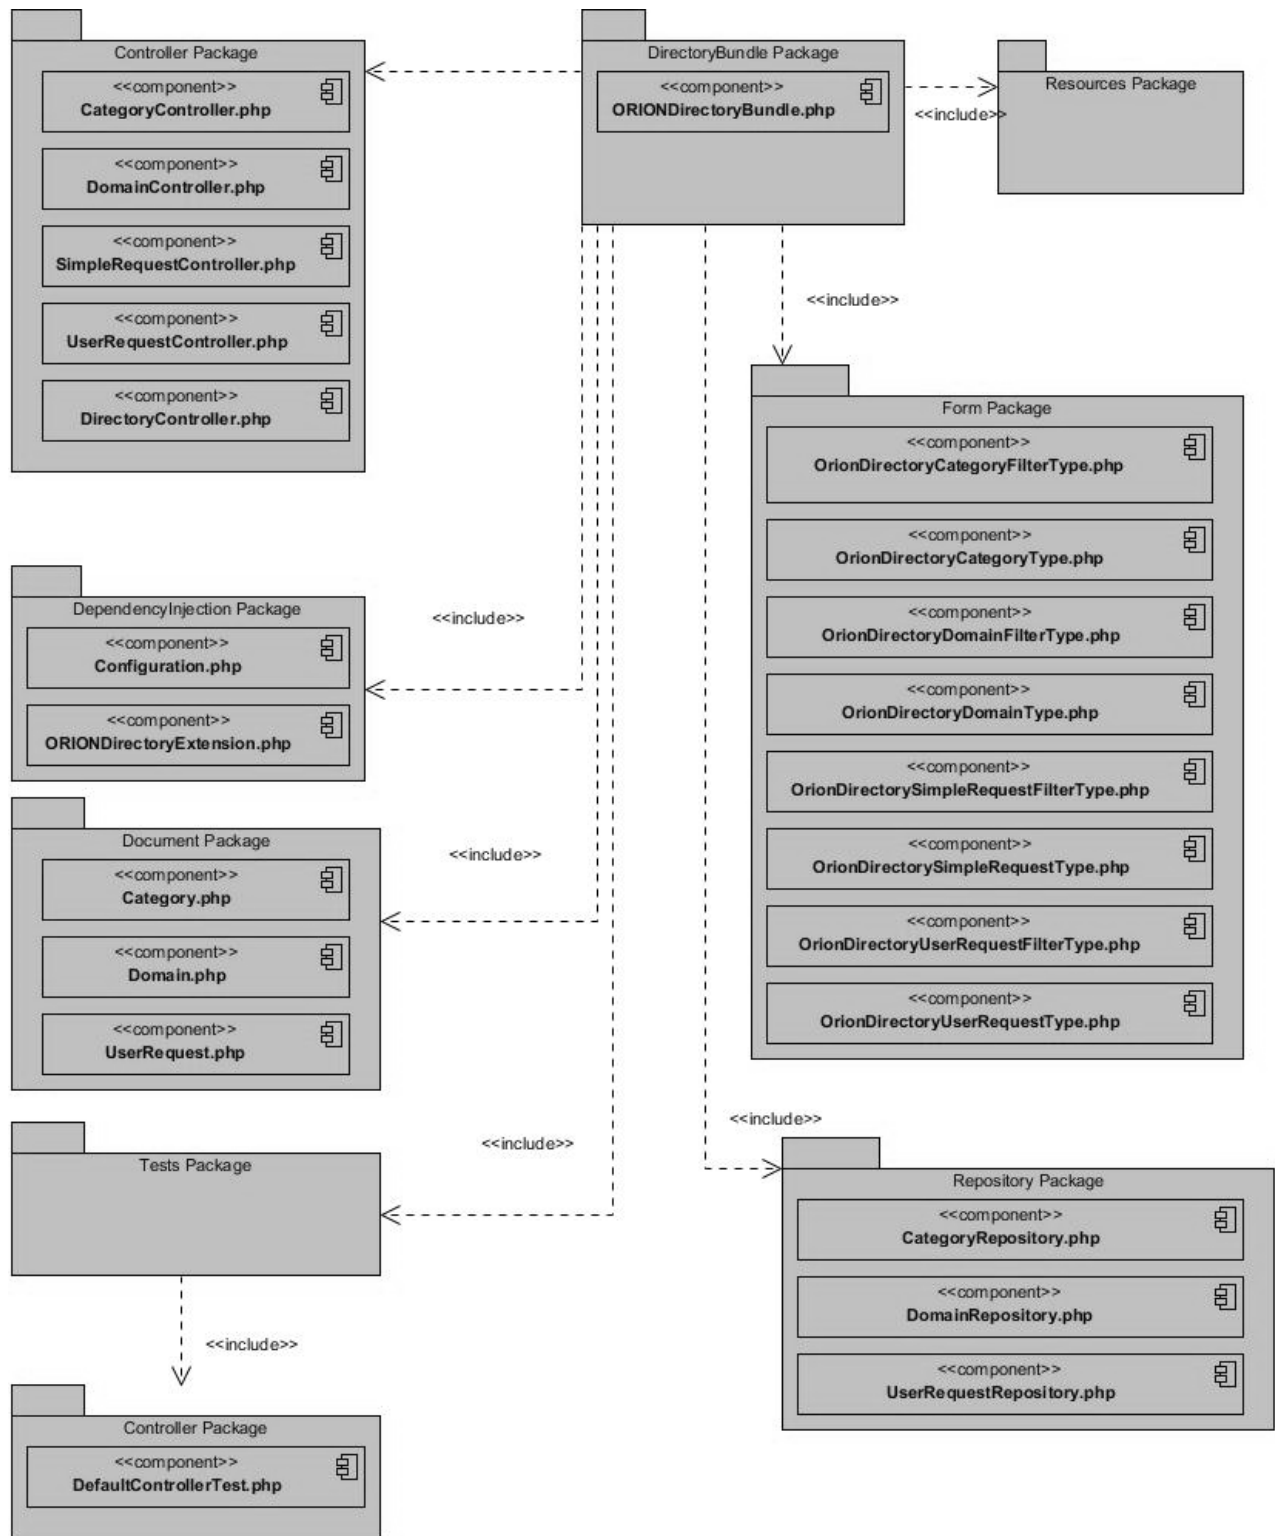 Controller Package
<<component>>
CategoryController.php
<<component>>
DomainController.php
<<component>>
SimpleRequestController.php
<<component>>
UserRequestController.php
<<component>>
DirectoryController.php
DirectoryBundle Package
<<component>>
ORIONDirectoryBundle.php
<<include>>
Resources Package
<<include>>
Form Package
<<component>>
OrionDirectoryCategoryFilterType.php
<<component>>
OrionDirectoryCategoryType.php
<<component>>
OrionDirectoryDomainFilterType.php
<<component>>
OrionDirectoryDomainType.php
<<component>>
OrionDirectorySimpleRequestFilterType.php
<<component>>
OrionDirectorySimpleRequestType.php
<<component>>
OrionDirectoryUserRequestFilterType.php
<<component>>
OrionDirectoryUserRequestType.php
DependencyInjection Package
<<component>>
Configuration.php
<<component>>
ORIONDirectoryExtension.php
<<include>>
Document Package
<<component>>
Category.php
<<component>>
Domain.php
<<component>>
UserRequest.php
<<include>>
Tests Package
<<include>>
<<include>>
Controller Package
<<component>>
DefaultControllerTest.php
<<include>>
Repository Package
<<component>>
CategoryRepository.php
<<component>>
DomainRepository.php
<<component>>
UserRequestRepository.php